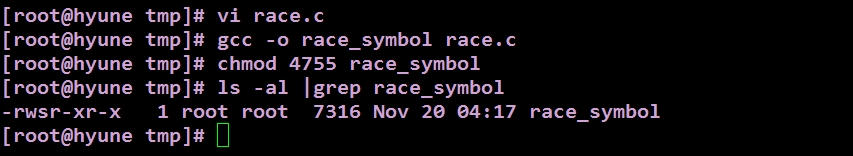 [root@hyune tmp]# vi race.c
[root@hyune tmp]# gcc -o race_symbol race.c
[root@hyune tmp]# chmod 4755 race_symbol
[root@hyune tmp]# ls -al |grep race_symbol
-rwsr-xr-x   1 root root  7316 Nov 20 04:17 race_symbol
[root@hyune tmp]#